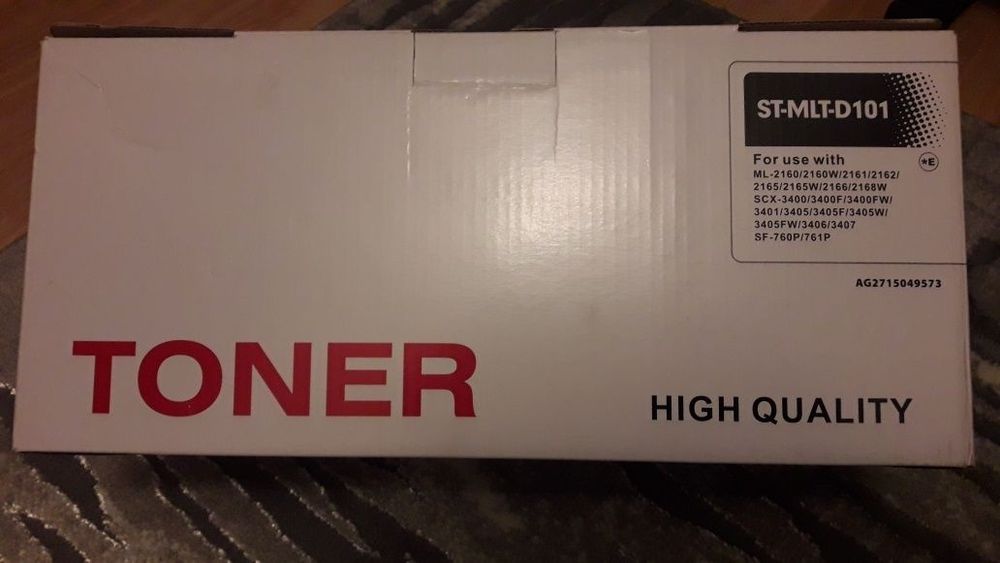 ST-MLT-D101
For use with
*E
ML-2160/2160W/2161/2162/
2165/2165W/2166/2168W
SCX-3400/3400F/3400FW/
3401/3405/3405F/3405W/
3405FW/3406/3407
SF-760P/761P
AG2715049573
TONER
HIGH QUALITY